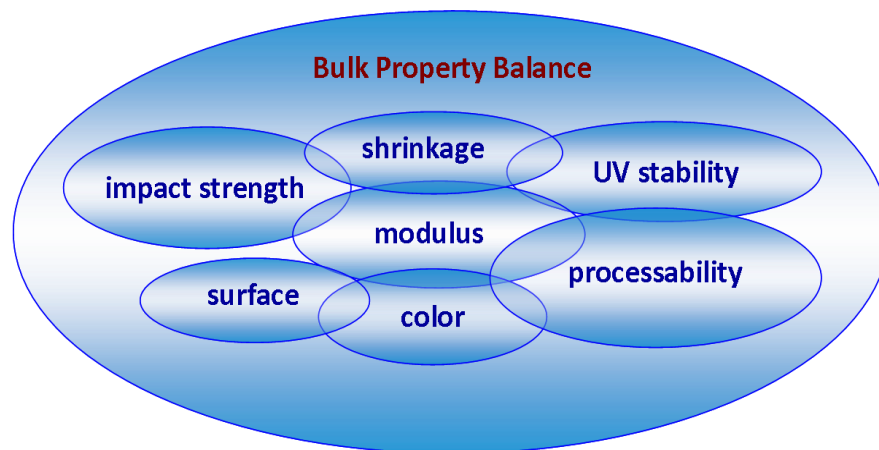 Bulk Property Balance
shrinkage
impact strength
UV stability
modulus
processability
surface
color